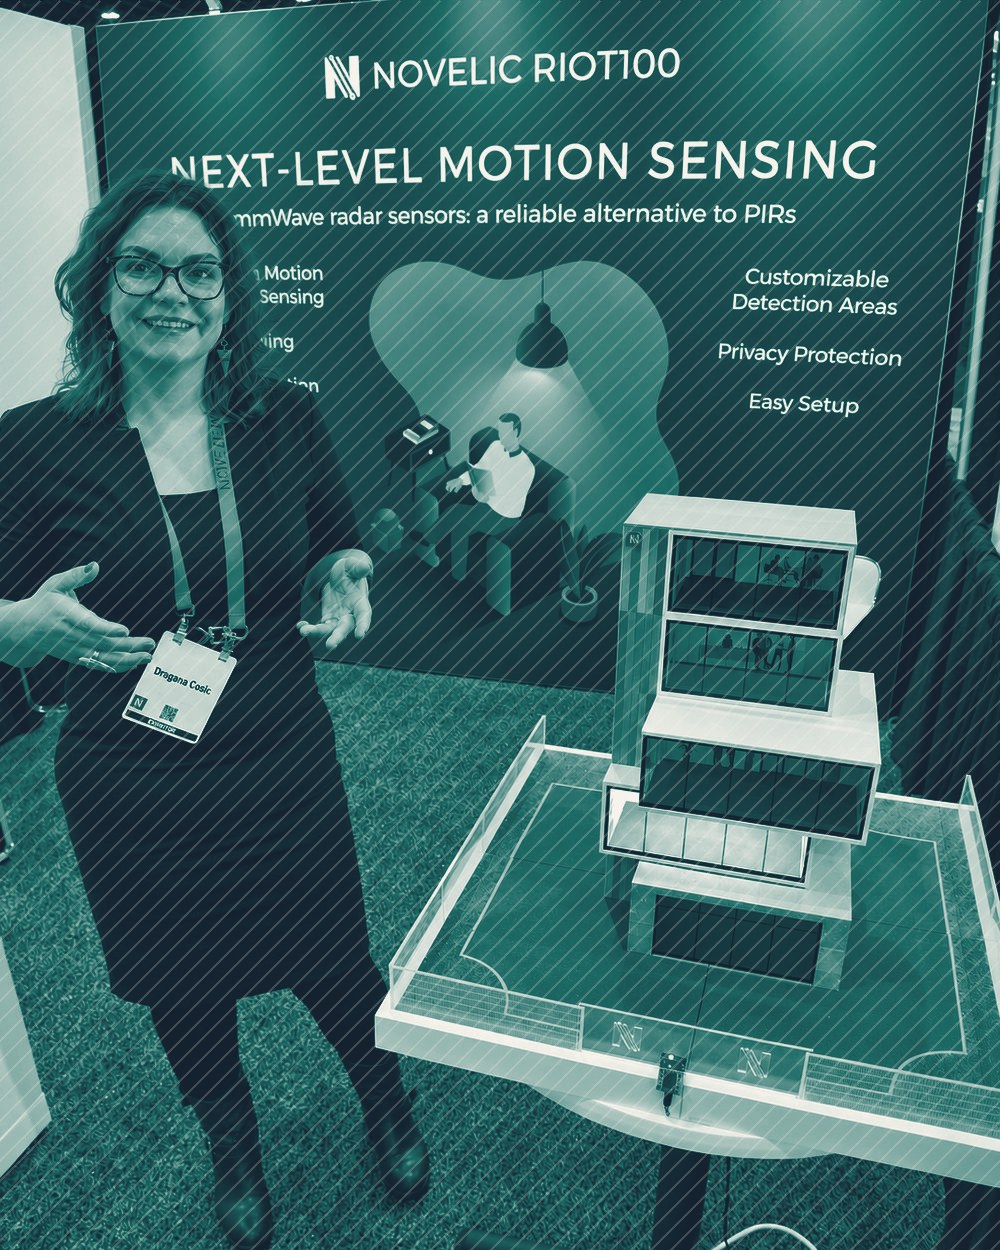 NOVELIC RIOT100
NEXT-LEVEL MOTION SENSING
mmWave radar sensors: a reliable alternative to PIRs
Motion
Sensing
Customizable
Detection Areas
Privacy Protection
Easy Setup
Dragana Cosic
EXHIBITOR